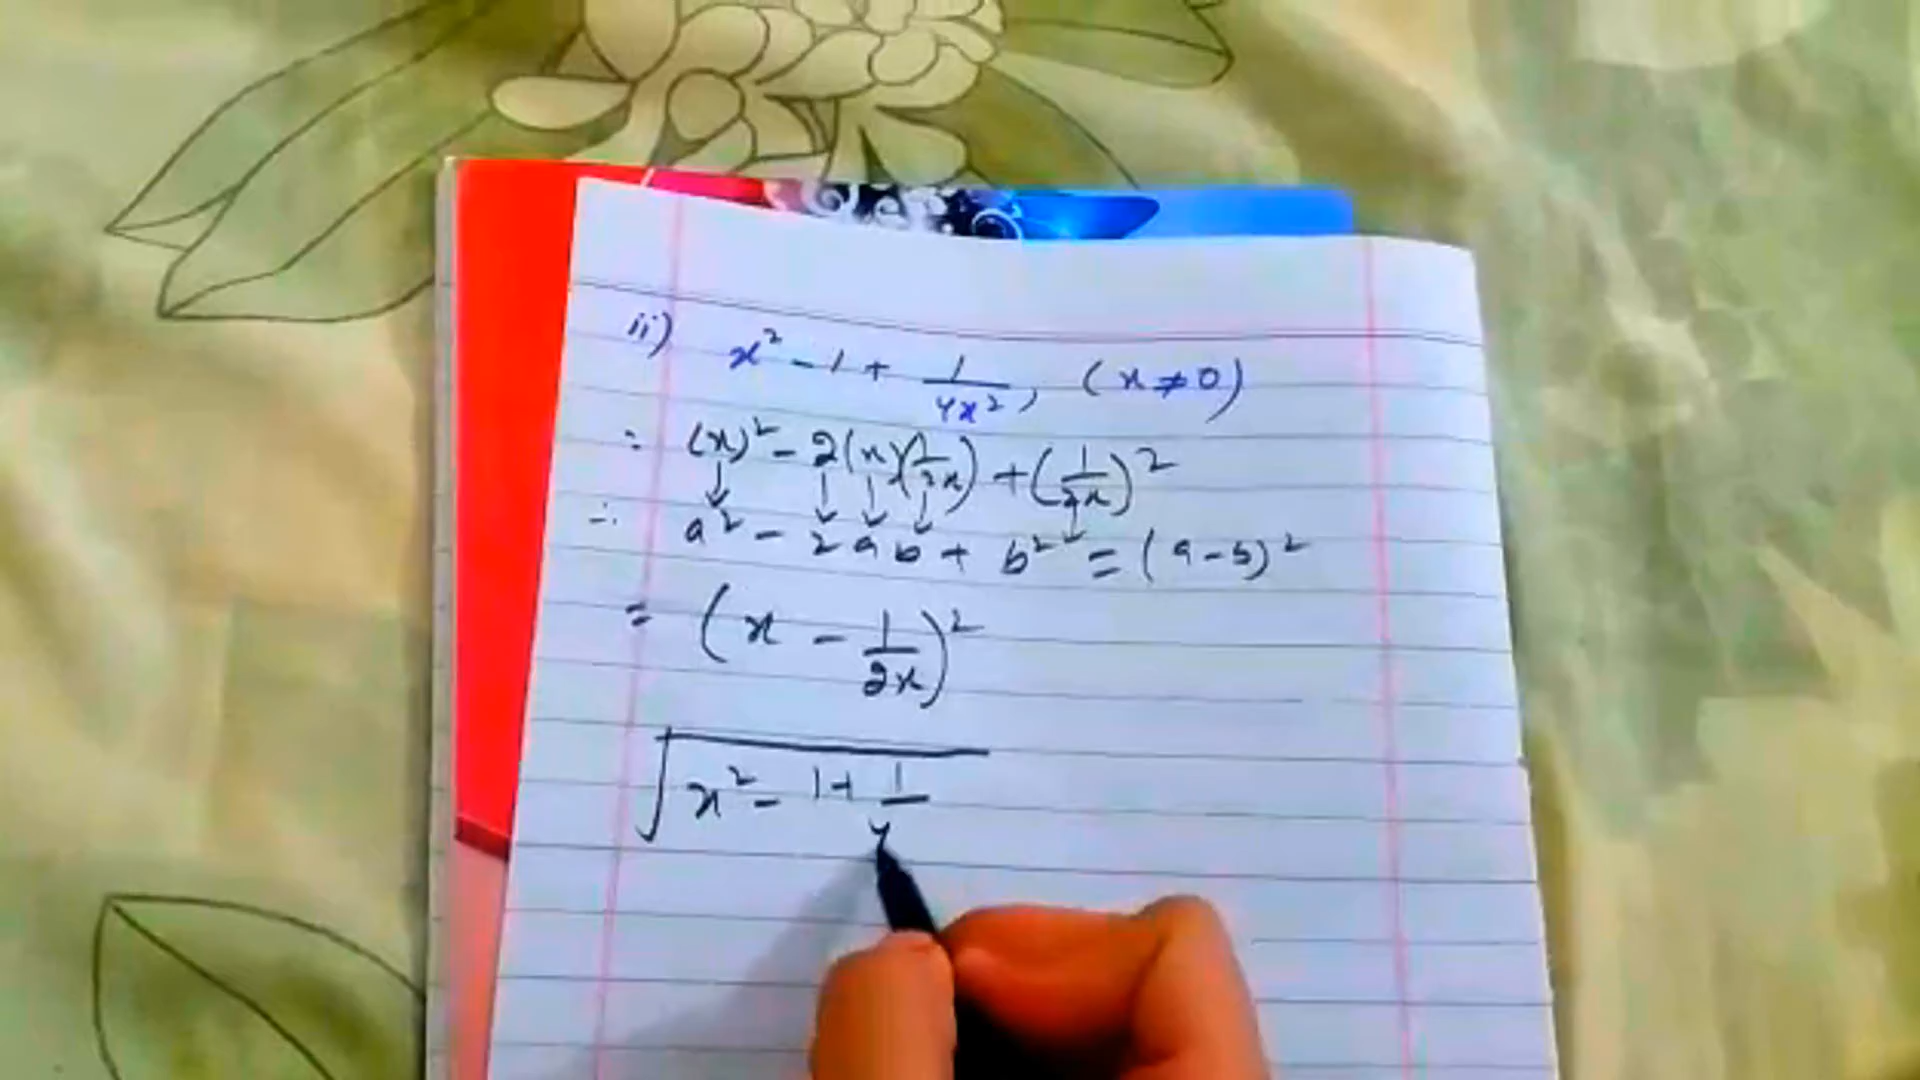 ii) x² - 1 + 1/4x², (x ≠ 0)
= (x)² - 2(x)(1/2x) + (1/2x)²
∴ a² - 2ab + b² = (a-b)²
= (x - 1/2x)²
√x² - 1 + 1/4